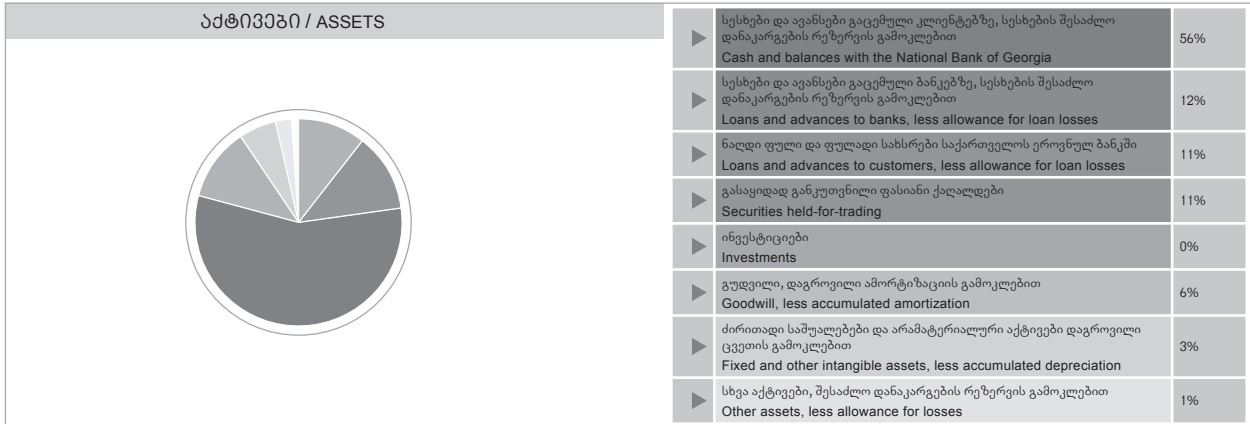 აქტივები / ASSETS
სესხები და ავანსები გაცემული კლიენტებზე, სესხების შესაძლო
დანაკარგების რეზერვის გამოკლებით
Cash and balances with the National Bank of Georgia
56%
სესხები და ავანსები გაცემული ბანკებზე, სესხების შესაძლო
დანაკარგების რეზერვის გამოკლებით
Loans and advances to banks, less allowance for loan losses
12%
ნაღდი ფული და ფულადი სახსრები საქართველოს ეროვნულ ბანკში
Loans and advances to customers, less allowance for loan losses
11%
გასაყიდად განკუთვნილი ფასიანი ქაღალდები
Securities held-for-trading
11%
ინვესტიციები
Investments
0%
გუდვილი, დაგროვილი ამორტიზაციის გამოკლებით
Goodwill, less accumulated amortization
6%
ძირითადი საშუალებები და არამატერიალური აქტივები დაგროვილი
ცვეთის გამოკლებით
Fixed and other intangible assets, less accumulated depreciation
3%
სხვა აქტივები, შესაძლო დანაკარგების რეზერვის გამოკლებით
Other assets, less allowance for losses
1%